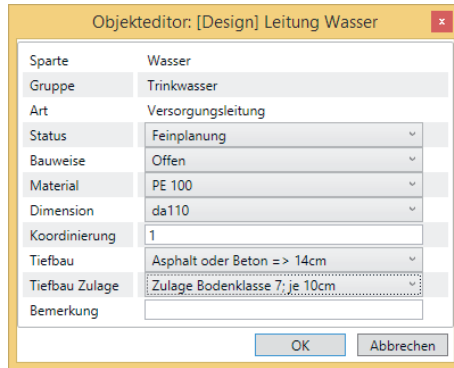 Objekteditor: [Design] Leitung Wasser x
Sparte Wasser
Gruppe Trinkwasser
Art Versorgungsleitung
Status Feinplanung
Bauweise Offen
Material PE 100
Dimension da110
Koordinierung 1
Tiefbau Asphalt oder Beton => 14cm
Tiefbau Zulage Zulage Bodenklasse 7; je 10cm
Bemerkung
OK Abbrechen